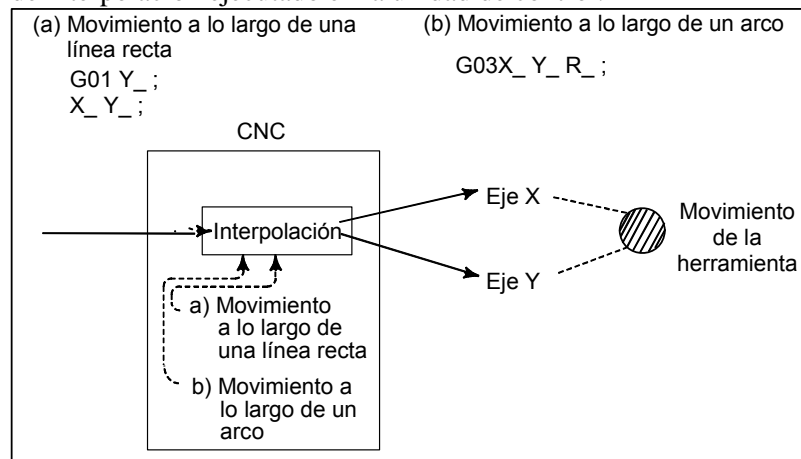 (a) Movimiento a lo largo de una
línea recta
G01 Y_ ;
X_ Y_ ;
(b) Movimiento a lo largo de un arco
G03X_ Y_ R_ ;
CNC
Interpolación
a) Movimiento
a lo largo de
una línea recta
b) Movimiento a
lo largo de un
arco
Eje X
Eje Y
Movimiento
de la
herramienta